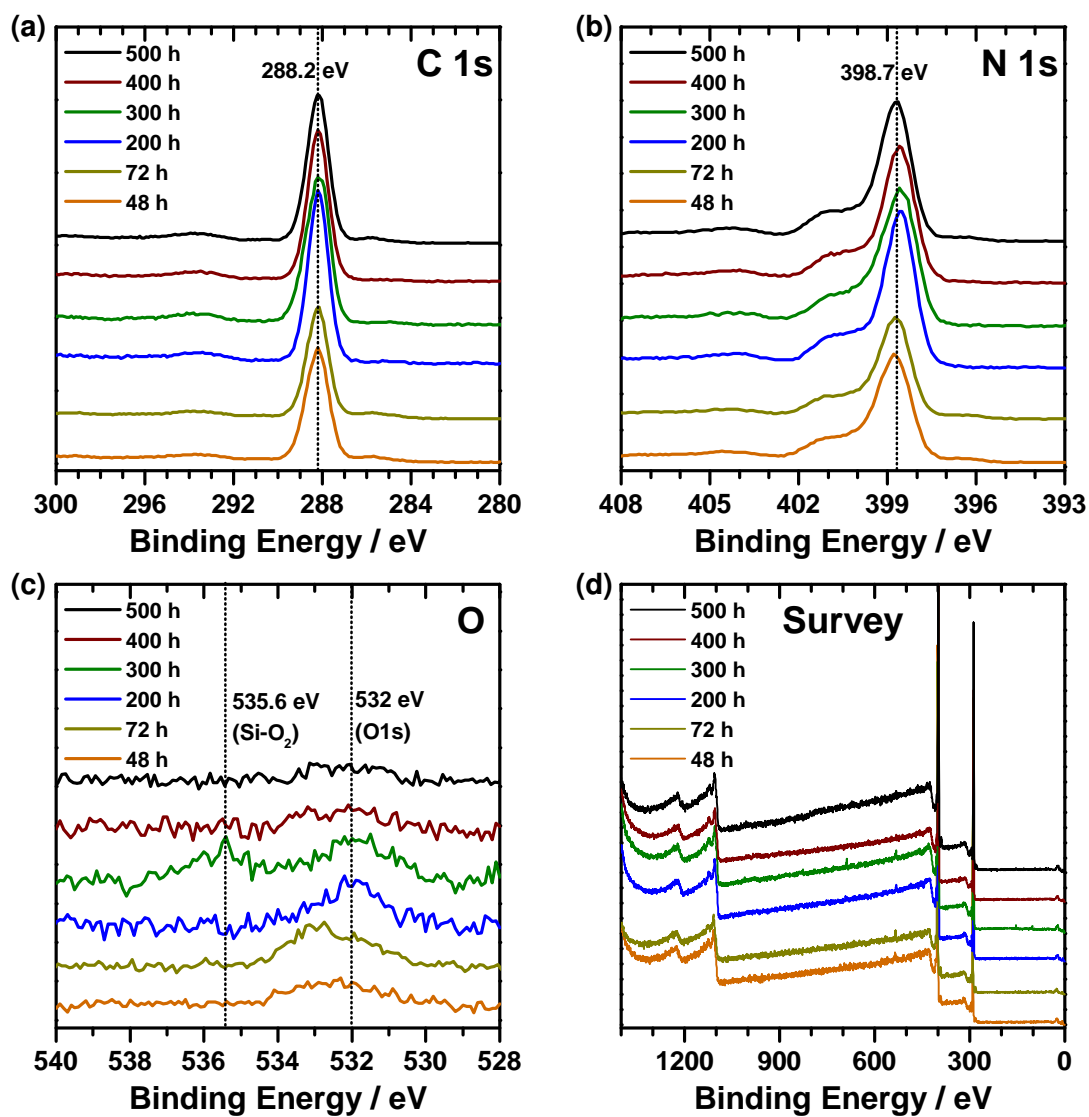 (a)
500 h
400 h
300 h
200 h
72 h
48 h
288.2 eV
C 1s
300 296 292 288 284 280
Binding Energy / eV
(b)
500 h
400 h
300 h
200 h
72 h
48 h
398.7 eV
N 1s
408 405 402 399 396 393
Binding Energy / eV
(c)
500 h
400 h
300 h
200 h
72 h
48 h
O
535.6 eV
(Si-O₂)
532 eV
(O1s)
540 538 536 534 532 530 528
Binding Energy / eV
(d)
500 h
400 h
300 h
200 h
72 h
48 h
Survey
1200 900 600 300 0
Binding Energy / eV